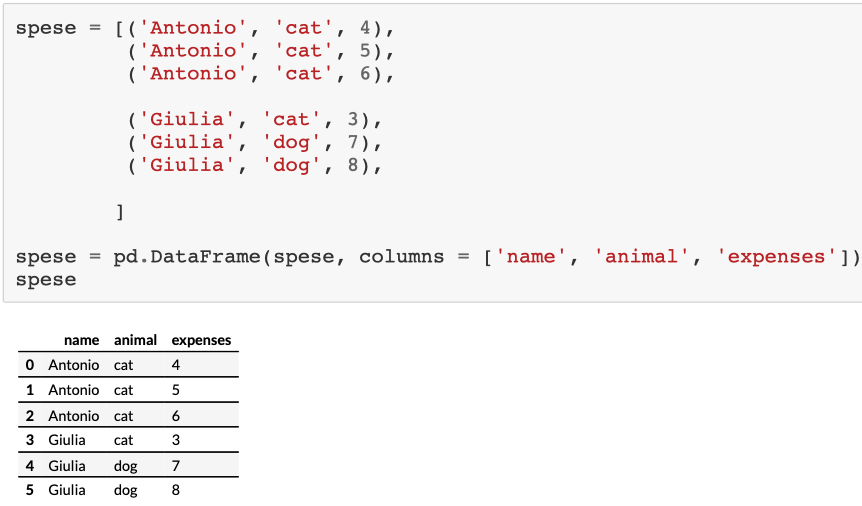 spese = [('Antonio', 'cat', 4),
('Antonio', 'cat', 5),
('Antonio', 'cat', 6),
('Giulia', 'cat', 3),
('Giulia', 'dog', 7),
('Giulia', 'dog', 8),
]
spese = pd.DataFrame(spese, columns = ['name', 'animal', 'expenses'])
spese
name animal expenses
0 Antonio cat 4
1 Antonio cat 5
2 Antonio cat 6
3 Giulia cat 3
4 Giulia dog 7
5 Giulia dog 8